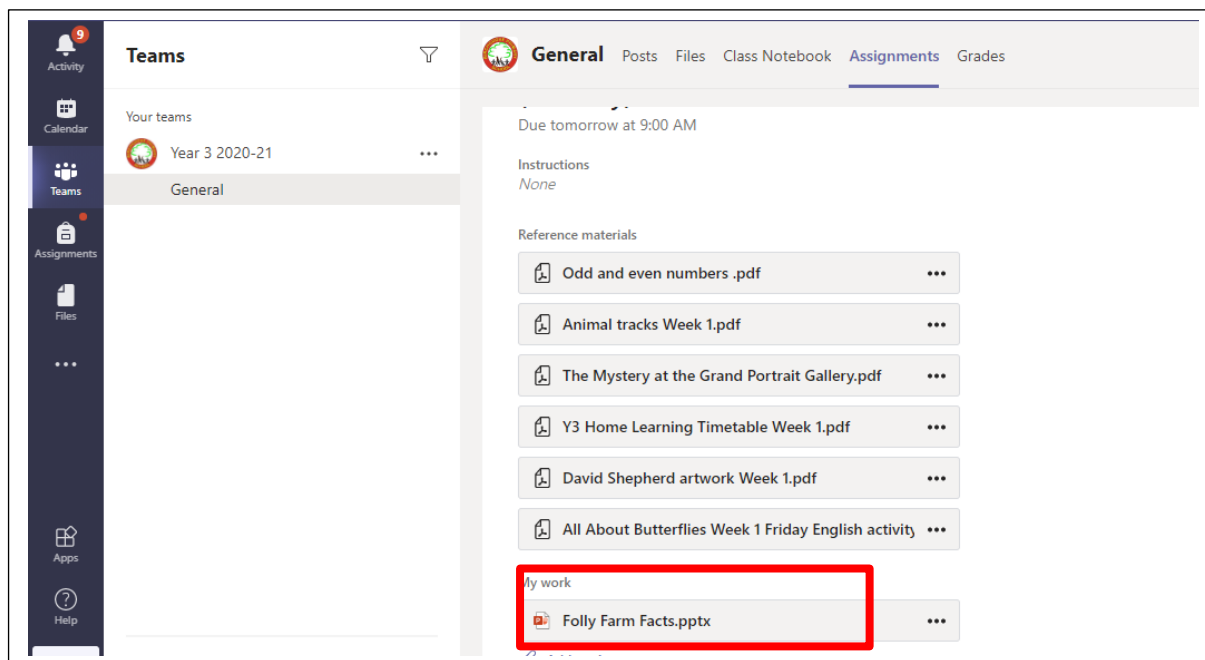 9
Activity
Calendar
Teams
Assignments
Files
Apps
Help
Teams
Your teams
Year 3 2020-21
General
General Posts Files Class Notebook Assignments Grades
Due tomorrow at 9:00 AM
Instructions
None
Reference materials
Odd and even numbers .pdf
Animal tracks Week 1.pdf
The Mystery at the Grand Portrait Gallery.pdf
Y3 Home Learning Timetable Week 1.pdf
David Shepherd artwork Week 1.pdf
All About Butterflies Week 1 Friday English activity
My work
Folly Farm Facts.pptx